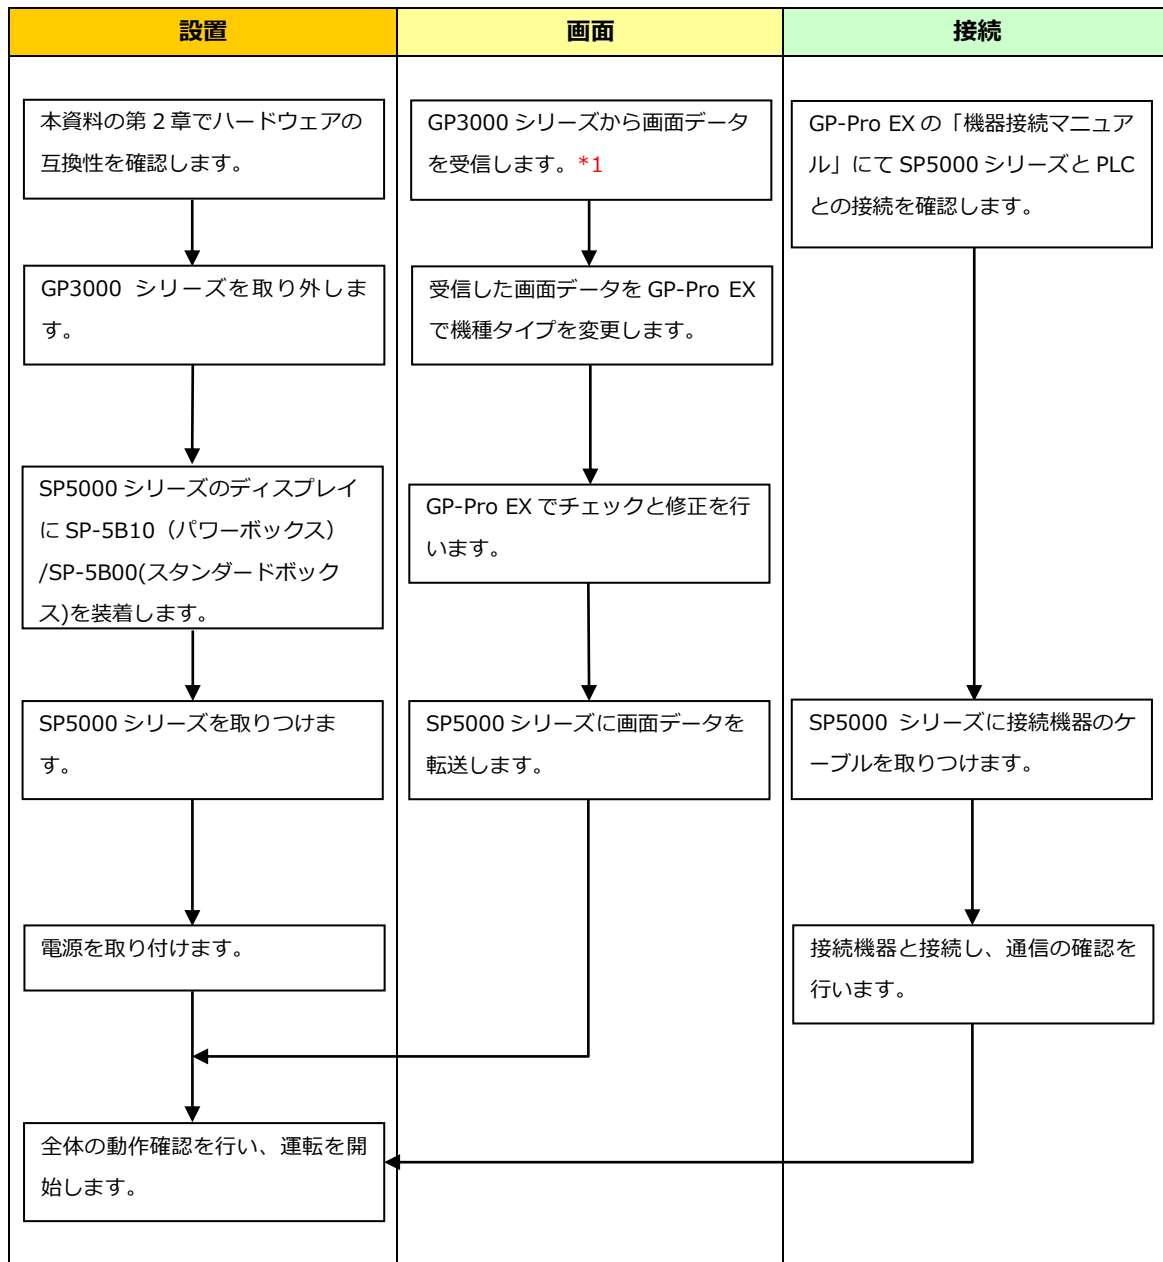 設置
画面
接続
本資料の第 2 章でハードウェアの
互換性を確認します。
GP3000 シリーズを取り外しま
す。
SP5000 シリーズのディスプレイ
に SP-5B10（パワーボックス）
/SP-5B00(スタンダードボック
ス)を装着します。
SP5000 シリーズを取りつけま
す。
電源を取り付けます。
全体の動作確認を行い、運転を開
始します。
GP3000 シリーズから画面データ
を受信します。*1
受信した画面データを GP-Pro EX
で機種タイプを変更します。
GP-Pro EX でチェックと修正を行
います。
SP5000 シリーズに画面データを
転送します。
GP-Pro EX の「機器接続マニュア
ル」にて SP5000 シリーズと PLC
との接続を確認します。
SP5000 シリーズに接続機器のケ
ーブルを取りつけます。
接続機器と接続し、通信の確認を
行います。